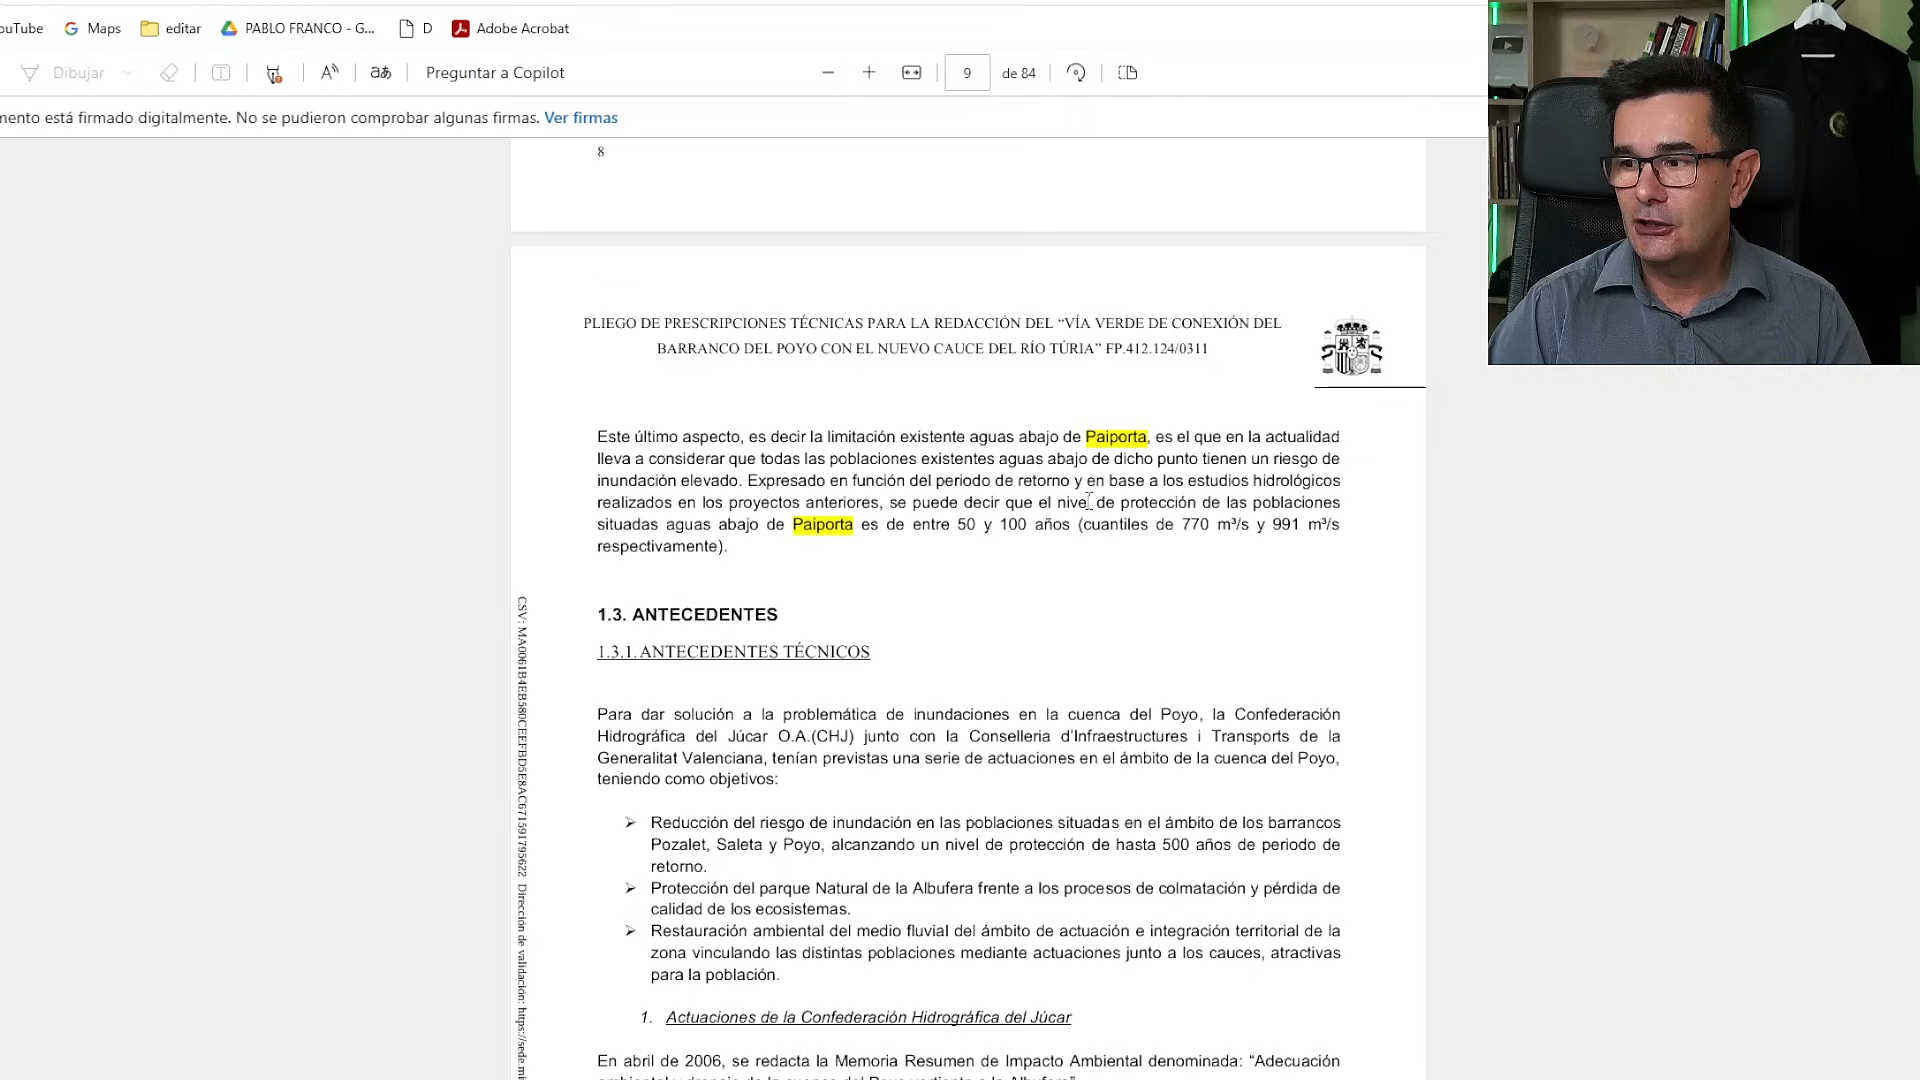 ouTube Maps editar PABLO FRANCO - G... D Adobe Acrobat
Dibujar Preguntar a Copilot 9 de 84
mento está firmado digitalmente. No se pudieron comprobar algunas firmas. Ver firmas
8
PLIEGO DE PRESCRIPCIONES TÉCNICAS PARA LA REDACCIÓN DEL “VÍA VERDE DE CONEXIÓN DEL
BARRANCO DEL POYO CON EL NUEVO CAUCE DEL RÍO TÚRIA” FP.412.124/0311
Este último aspecto, es decir la limitación existente aguas abajo de Paiporta, es el que en la actualidad
lleva a considerar que todas las poblaciones existentes aguas abajo de dicho punto tienen un riesgo de
inundación elevado. Expresado en función del periodo de retorno y en base a los estudios hidrológicos
realizados en los proyectos anteriores, se puede decir que el nivel de protección de las poblaciones
situadas aguas abajo de Paiporta es de entre 50 y 100 años (cuantiles de 770 m³/s y 991 m³/s
respectivamente).
1.3. ANTECEDENTES
1.3.1. ANTECEDENTES TÉCNICOS
Para dar solución a la problemática de inundaciones en la cuenca del Poyo, la Confederación
Hidrográfica del Júcar O.A.(CHJ) junto con la Conselleria d’Infraestructures i Transports de la
Generalitat Valenciana, tenían previstas una serie de actuaciones en el ámbito de la cuenca del Poyo,
teniendo como objetivos:
➢ Reducción del riesgo de inundación en las poblaciones situadas en el ámbito de los barrancos
Pozalet, Saleta y Poyo, alcanzando un nivel de protección de hasta 500 años de periodo de
retorno.
➢ Protección del parque Natural de la Albufera frente a los procesos de colmatación y pérdida de
calidad de los ecosistemas.
➢ Restauración ambiental del medio fluvial del ámbito de actuación e integración territorial de la
zona vinculando las distintas poblaciones mediante actuaciones junto a los cauces, atractivas
para la población.
1. Actuaciones de la Confederación Hidrográfica del Júcar
En abril de 2006, se redacta la Memoria Resumen de Impacto Ambiental denominada: “Adecuación
CSV: MA0061B4EB580CEEFBD5E8AC671591795622 Dirección de validación: https://sede.mi